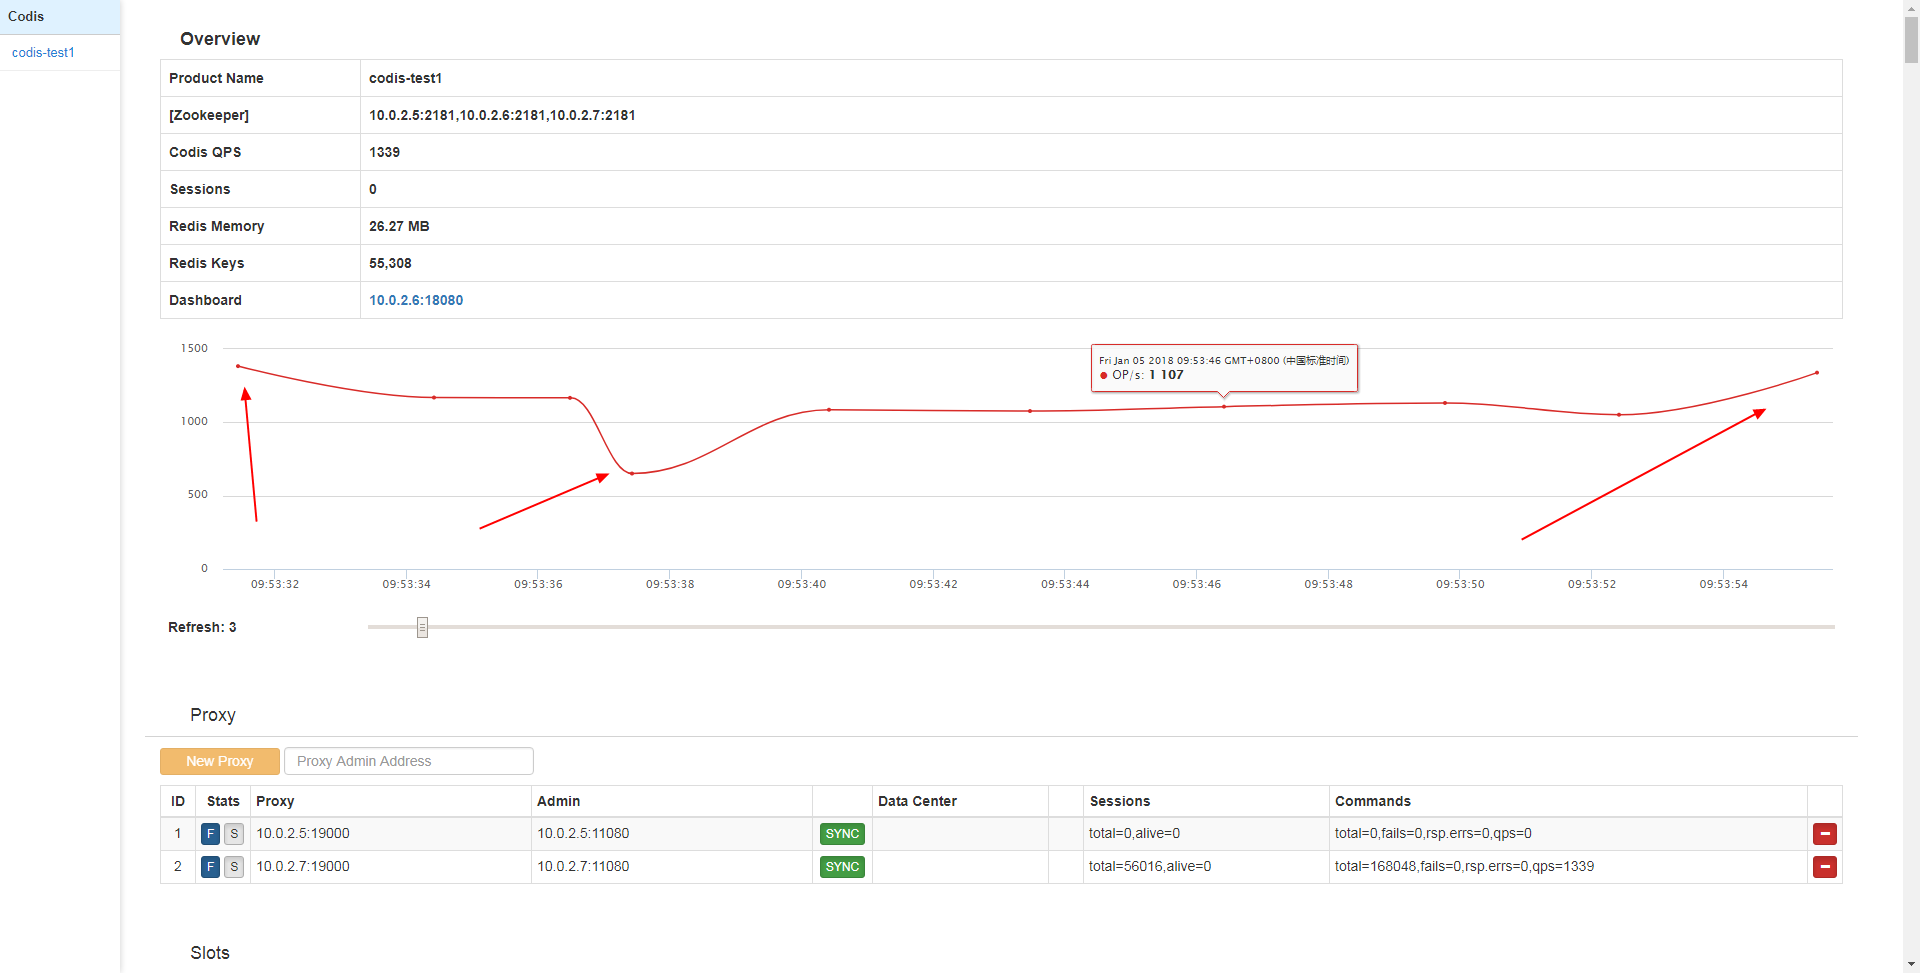 Codis
codis-test1
Overview
Product Name codis-test1
[Zookeeper] 10.0.2.5:2181,10.0.2.6:2181,10.0.2.7:2181
Codis QPS 1339
Sessions 0
Redis Memory 26.27 MB
Redis Keys 55,308
Dashboard 10.0.2.6:18080
1500
1000
500
0
Fri Jan 05 2018 09:53:46 GMT+0800 (中国标准时间)
OP/s: 1 107
09:53:32 09:53:34 09:53:36 09:53:38 09:53:40 09:53:42 09:53:44 09:53:46 09:53:48 09:53:50 09:53:52 09:53:54
Refresh: 3
Proxy
New Proxy Proxy Admin Address
ID Stats Proxy Admin Data Center Sessions Commands
1 F S 10.0.2.5:19000 10.0.2.5:11080 SYNC total=0,alive=0 total=0,fails=0,rsp.errs=0,qps=0
2 F S 10.0.2.7:19000 10.0.2.7:11080 SYNC total=56016,alive=0 total=168048,fails=0,rsp.errs=0,qps=1339
Slots